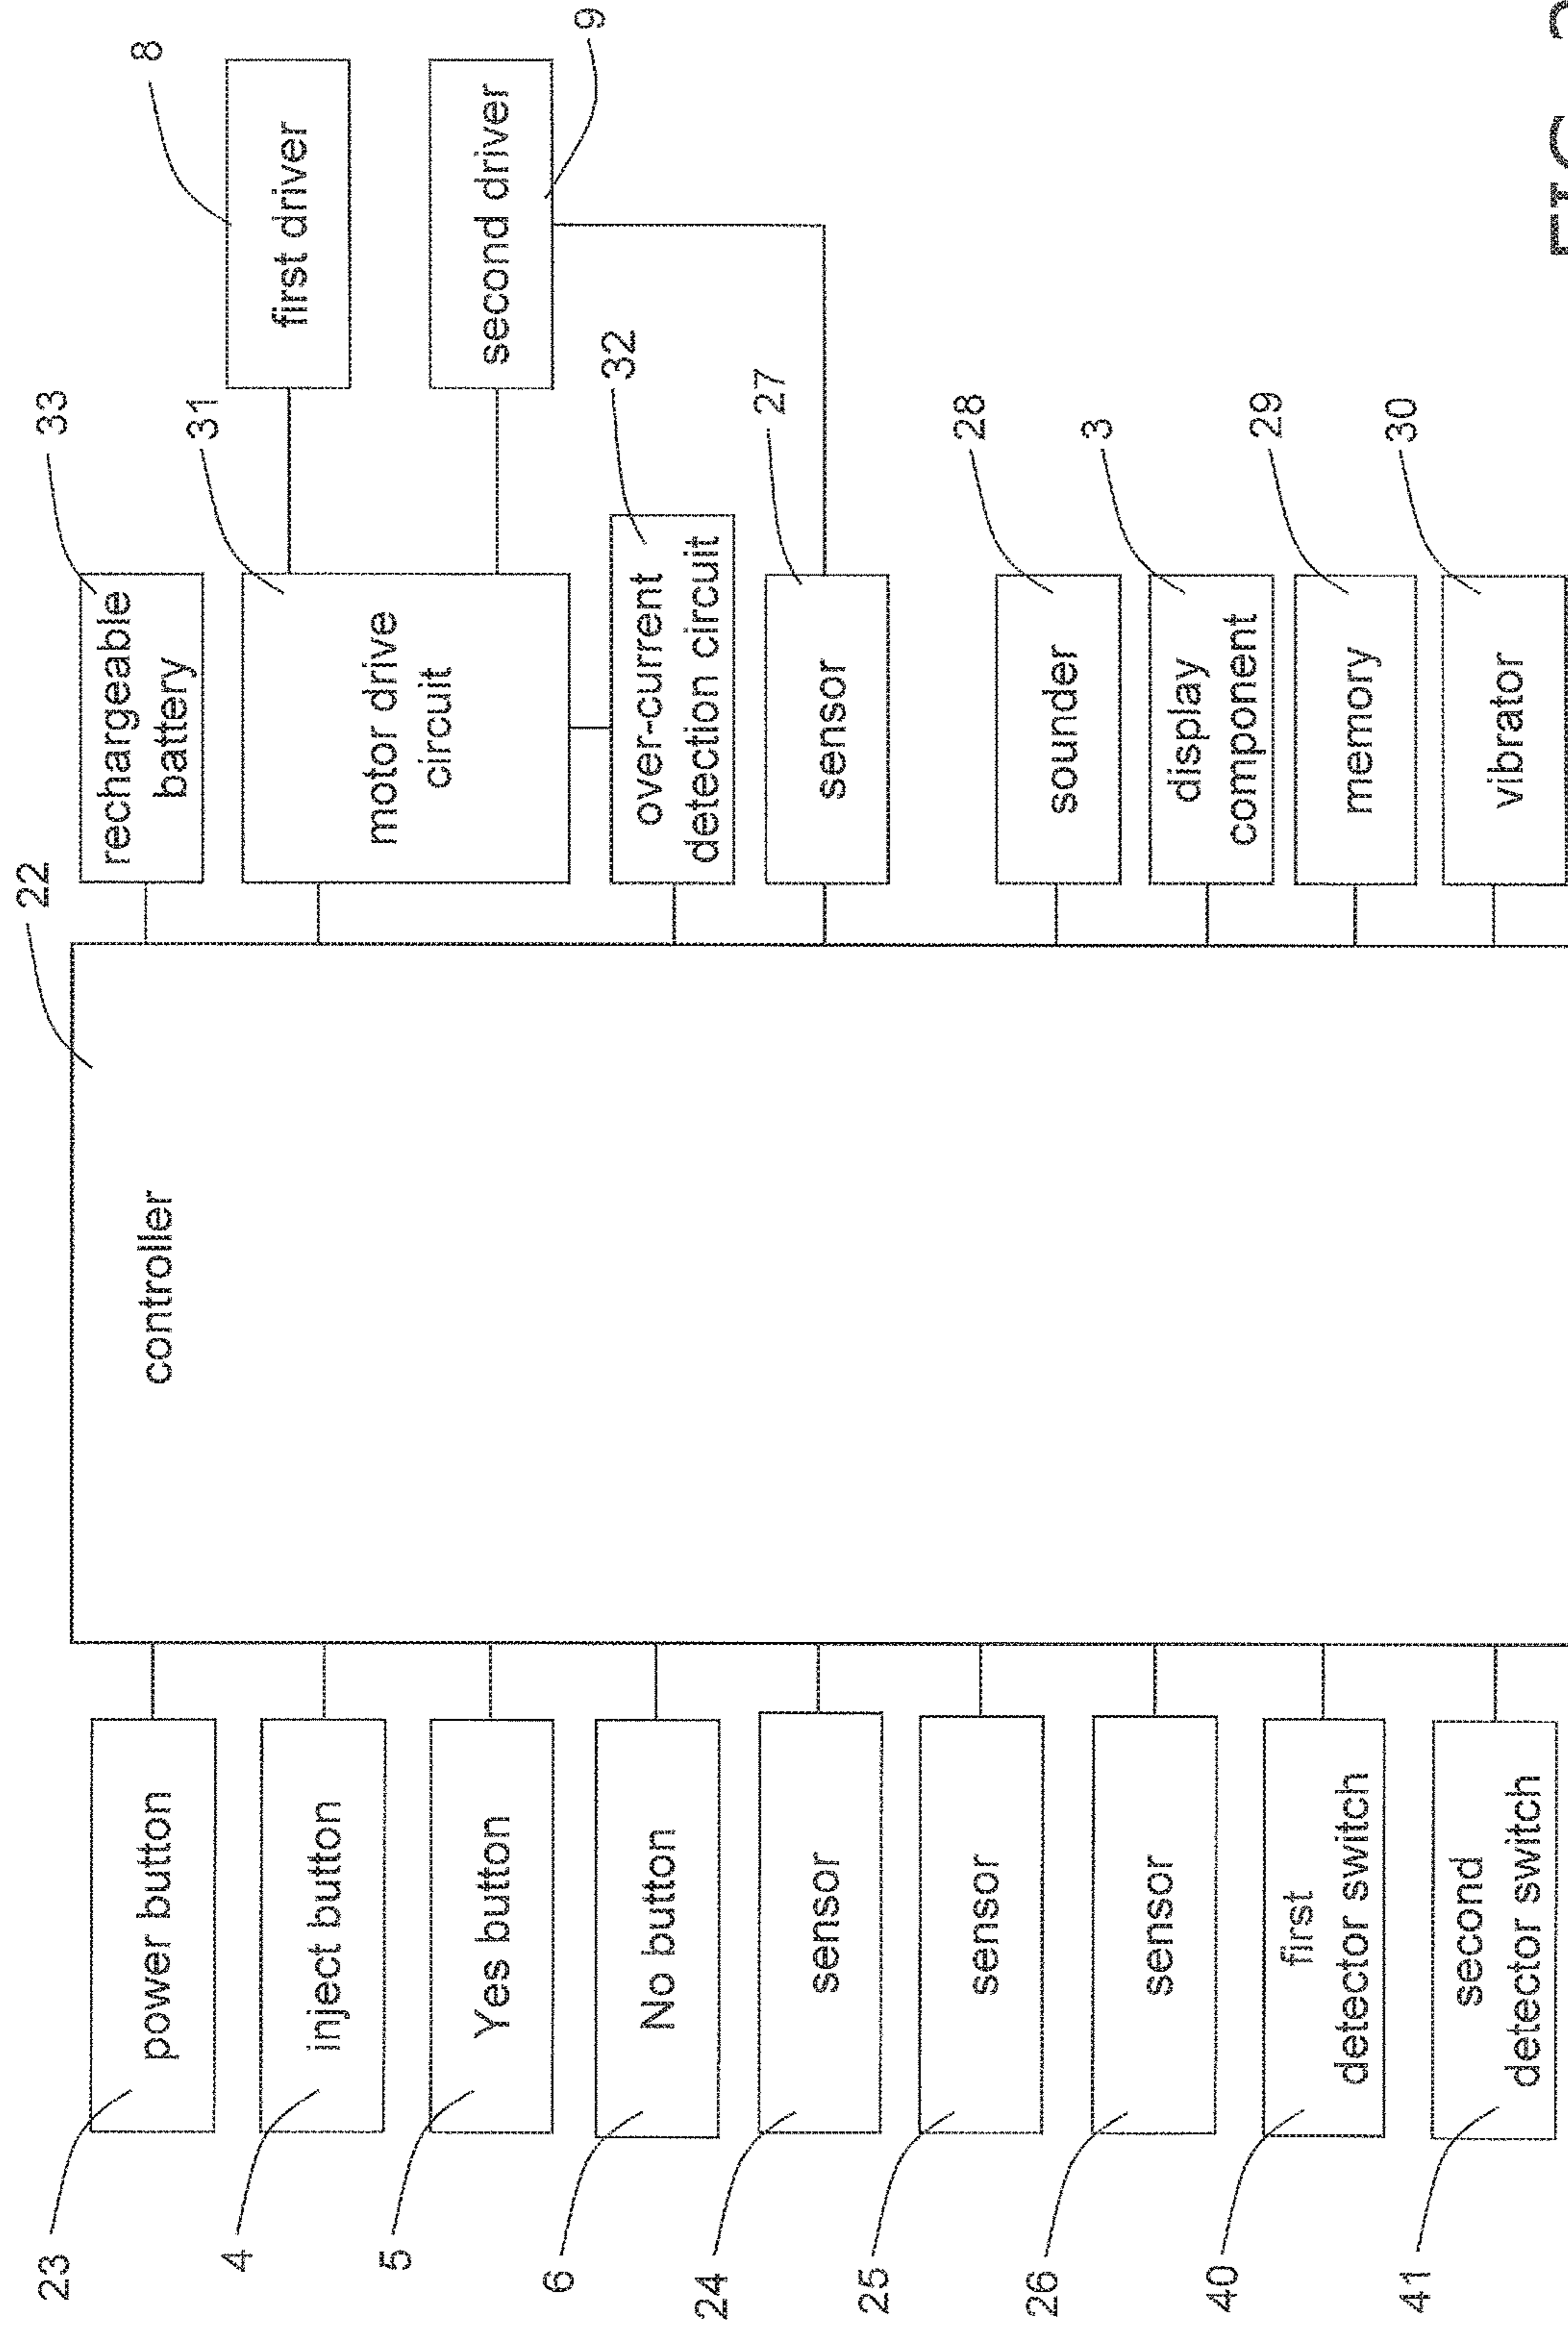 23
power button
4
inject button
5
Yes button
6
No button
24
sensor
25
sensor
26
sensor
40
first
detector switch
41
second
detector switch
22
controller
33
rechargeable
battery
31
motor drive
circuit
8
first driver
9
second driver
32
over-current
detection circuit
27
sensor
28
sounder
3
display
component
29
memory
30
vibrator